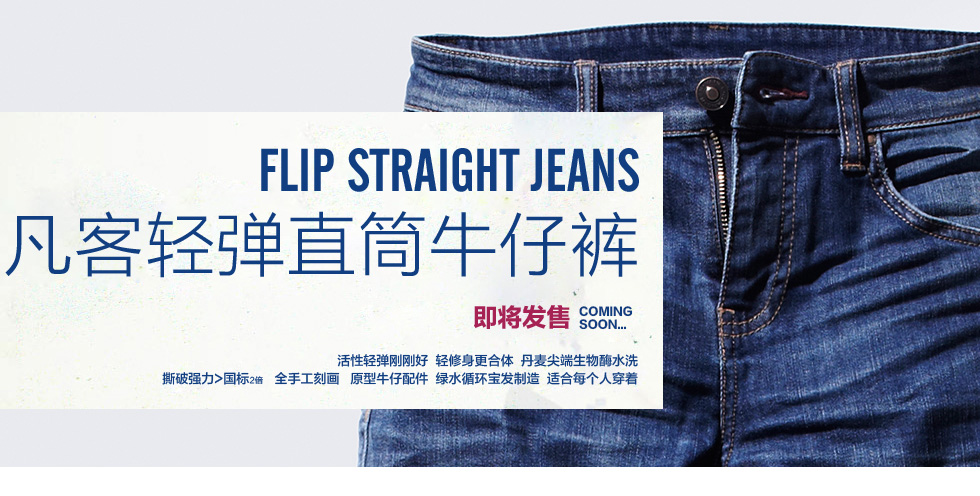 FLIP STRAIGHT JEANS
凡客轻弹直筒牛仔裤
即将发售 COMING SOON...
活性轻弹刚刚好 轻修身更合体 丹麦尖端生物酶水洗
撕破强力>国标2倍 全手工刻画 原型牛仔配件 绿水循环宝发制造 适合每个人穿着